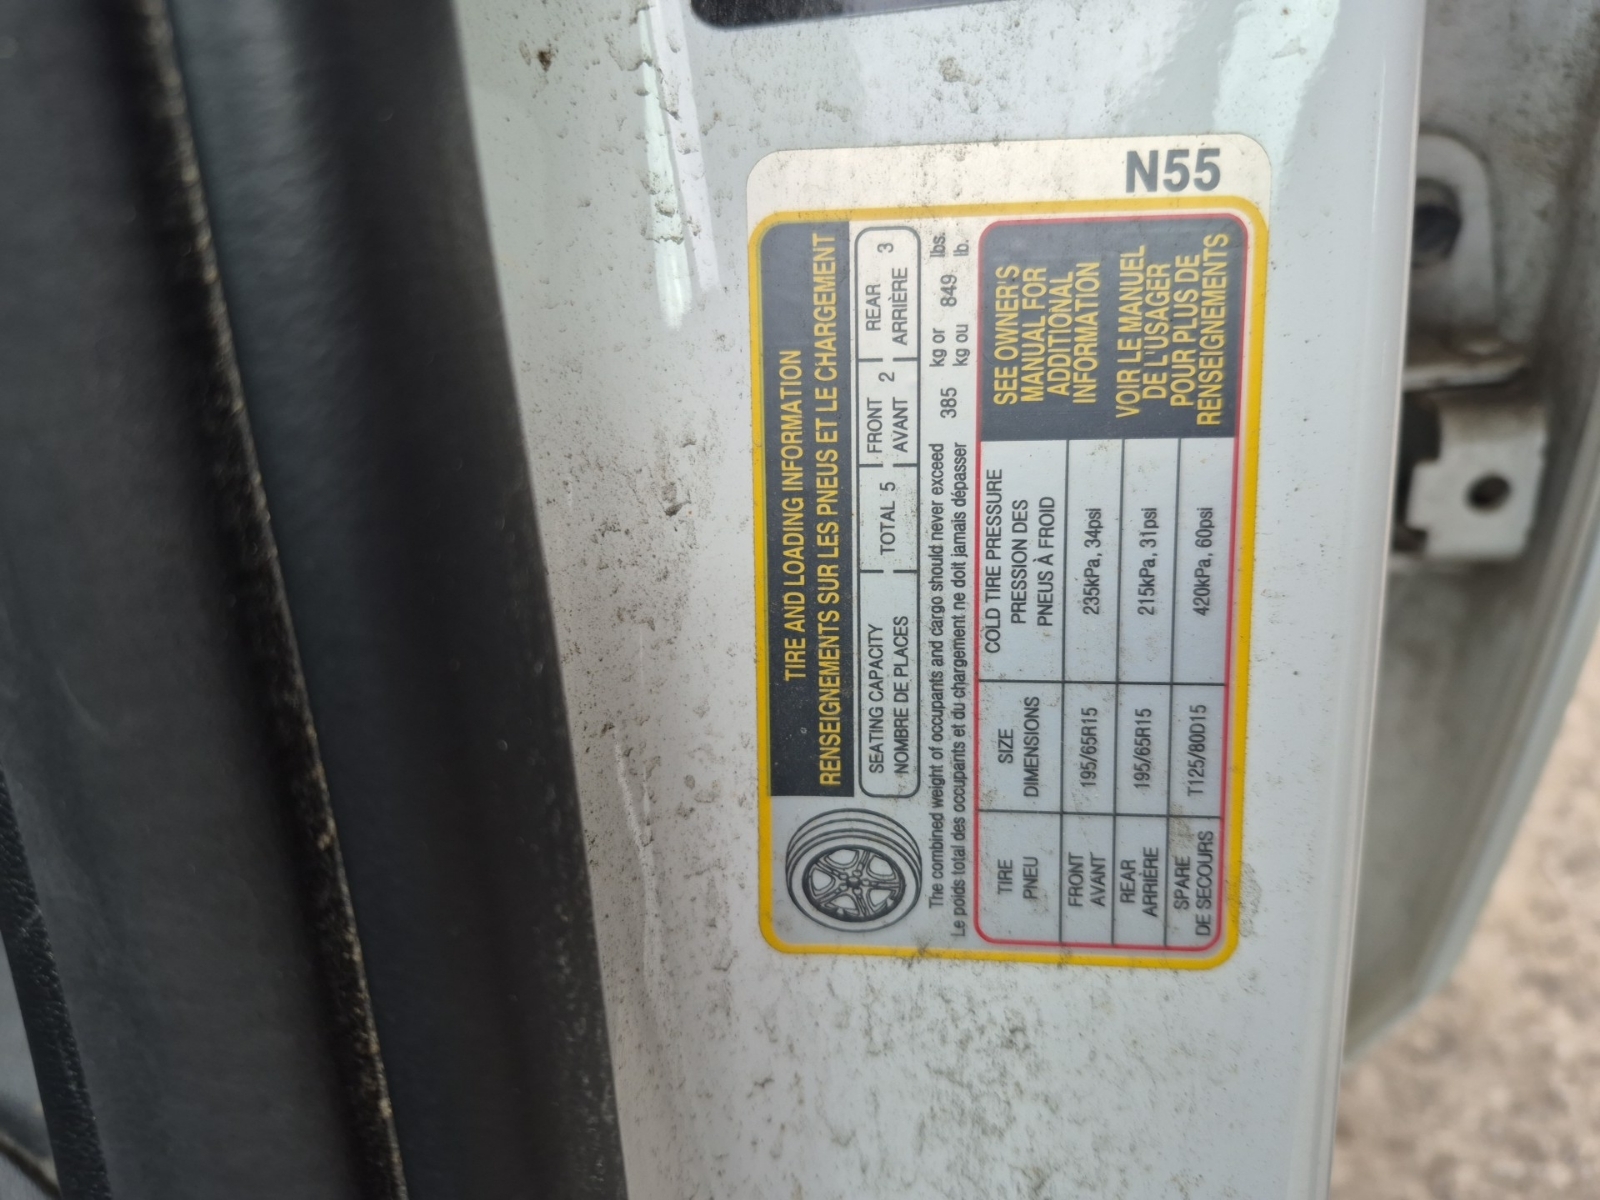 N55
TIRE AND LOADING INFORMATION
RENSEIGNEMENTS SUR LES PNEUS ET LE CHARGEMENT
SEATING CAPACITY
NOMBRE DE PLACES
TOTAL 5
FRONT
AVANT 2
REAR
ARRIÈRE 3
The combined weight of occupants and cargo should never exceed 385 kg or 849 lbs.
Le poids total des occupants et du chargement ne doit jamais dépasser kg ou lb.
TIRE
PNEU
SIZE
DIMENSIONS
COLD TIRE PRESSURE
PRESSION DES
PNEUS À FROID
FRONT
AVANT
195/65R15
235kPa, 34psi
REAR
ARRIÈRE
195/65R15
215kPa, 31psi
SPARE
DE SECOURS
T125/80D15
420kPa, 60psi
SEE OWNER'S
MANUAL FOR
ADDITIONAL
INFORMATION
VOIR LE MANUEL
DE L'USAGER
POUR PLUS DE
RENSEIGNEMENTS